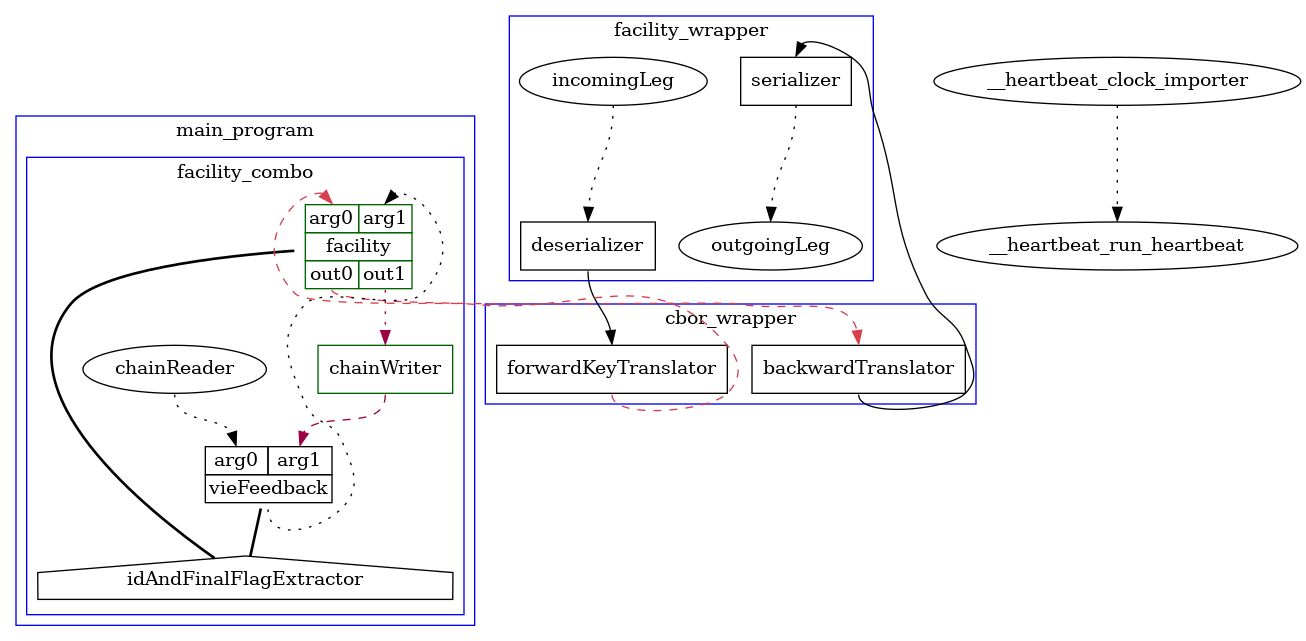 facility_wrapper
incomingLeg
serializer
__heartbeat_clock_importer
main_program
facility_combo
arg0 arg1
facility
out0 out1
deserializer
outgoingLeg
__heartbeat_run_heartbeat
cbor_wrapper
chainReader
chainWriter
forwardKeyTranslator
backwardTranslator
arg0 arg1
vieFeedback
idAndFinalFlagExtractor